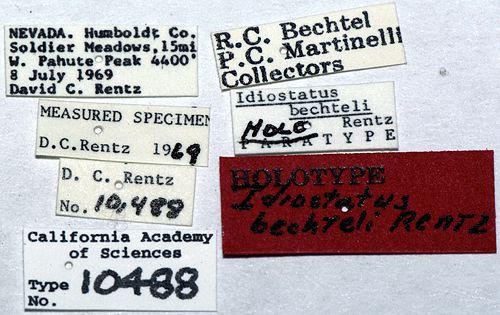 NEVADA. Humboldt Co.
Soldier Meadows, 15mi
W. Pahute Peak 4400'
8 July 1969
David C. Rentz
MEASURED SPECIMEN
D.C.Rentz 1969
D. C. Rentz
No. 10,488
California Academy
of Sciences
Type
No. 10488
R.C. Bechtel
P.C. Martinelli
Collectors
Idiostatus
bechteli
Rentz
HOLO
PARATYPE
HOLOTYPE
Idiostatus
bechteli RENTZ